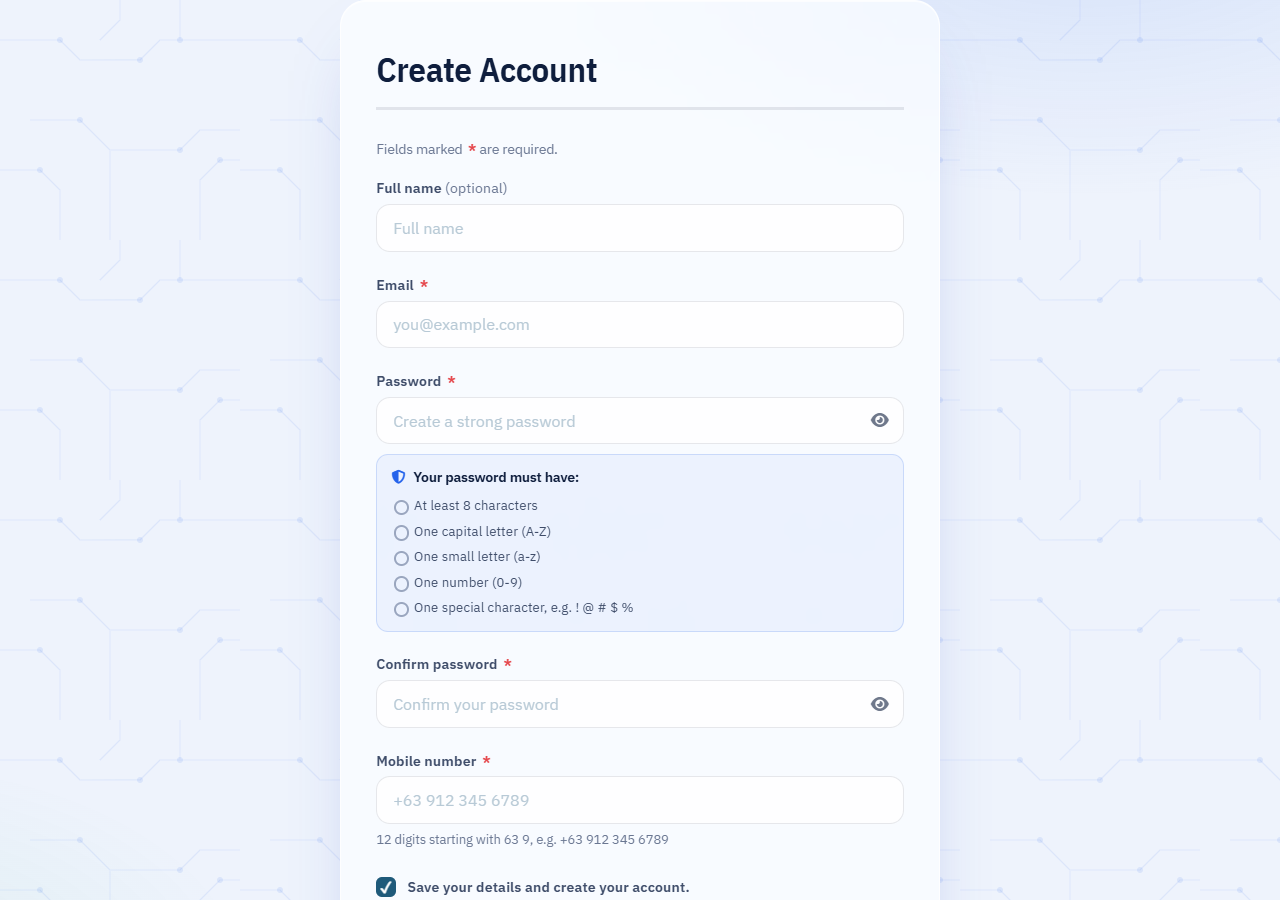 Create Account
Fields marked * are required.
Full name (optional)
Full name
Email *
you@example.com
Password *
Create a strong password
Your password must have:
At least 8 characters
One capital letter (A-Z)
One small letter (a-z)
One number (0-9)
One special character, e.g. ! @ # $ %
Confirm password *
Confirm your password
Mobile number *
+63 912 345 6789
12 digits starting with 63 9, e.g. +63 912 345 6789
Save your details and create your account.